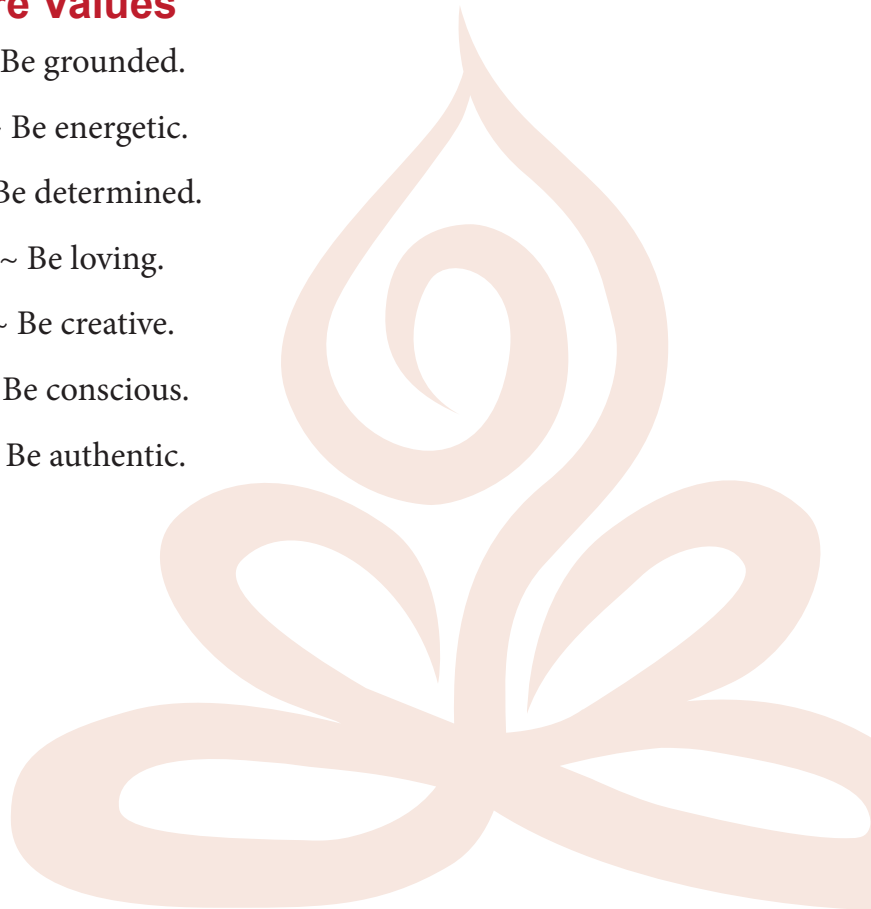 re Values
Be grounded.
~ Be energetic.
Be determined.
~ Be loving.
~ Be creative.
Be conscious.
Be authentic.